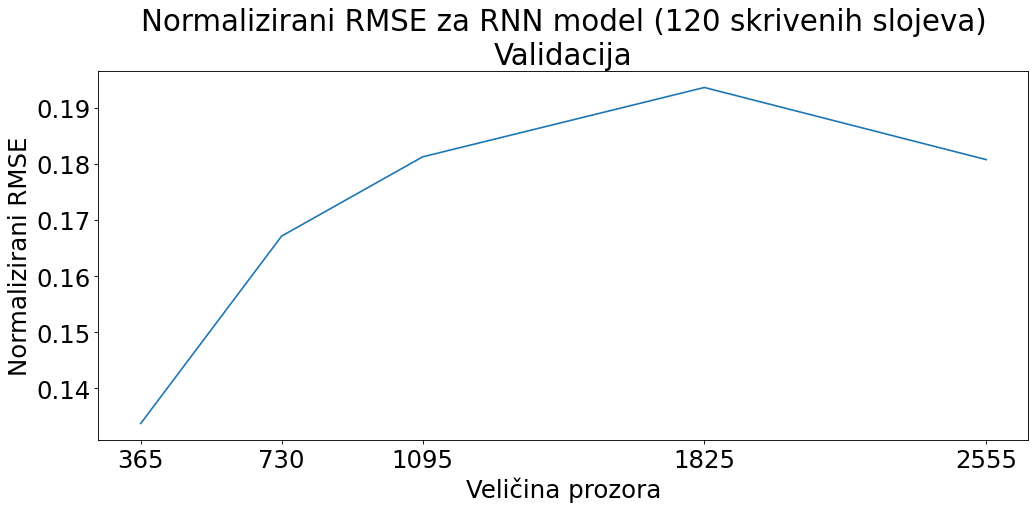 Normalizirani RMSE za RNN model (120 skrivenih slojeva)
Validacija
Normalizirani RMSE
0.19
0.18
0.17
0.16
0.15
0.14
365 730 1095 1825 2555
Veličina prozora